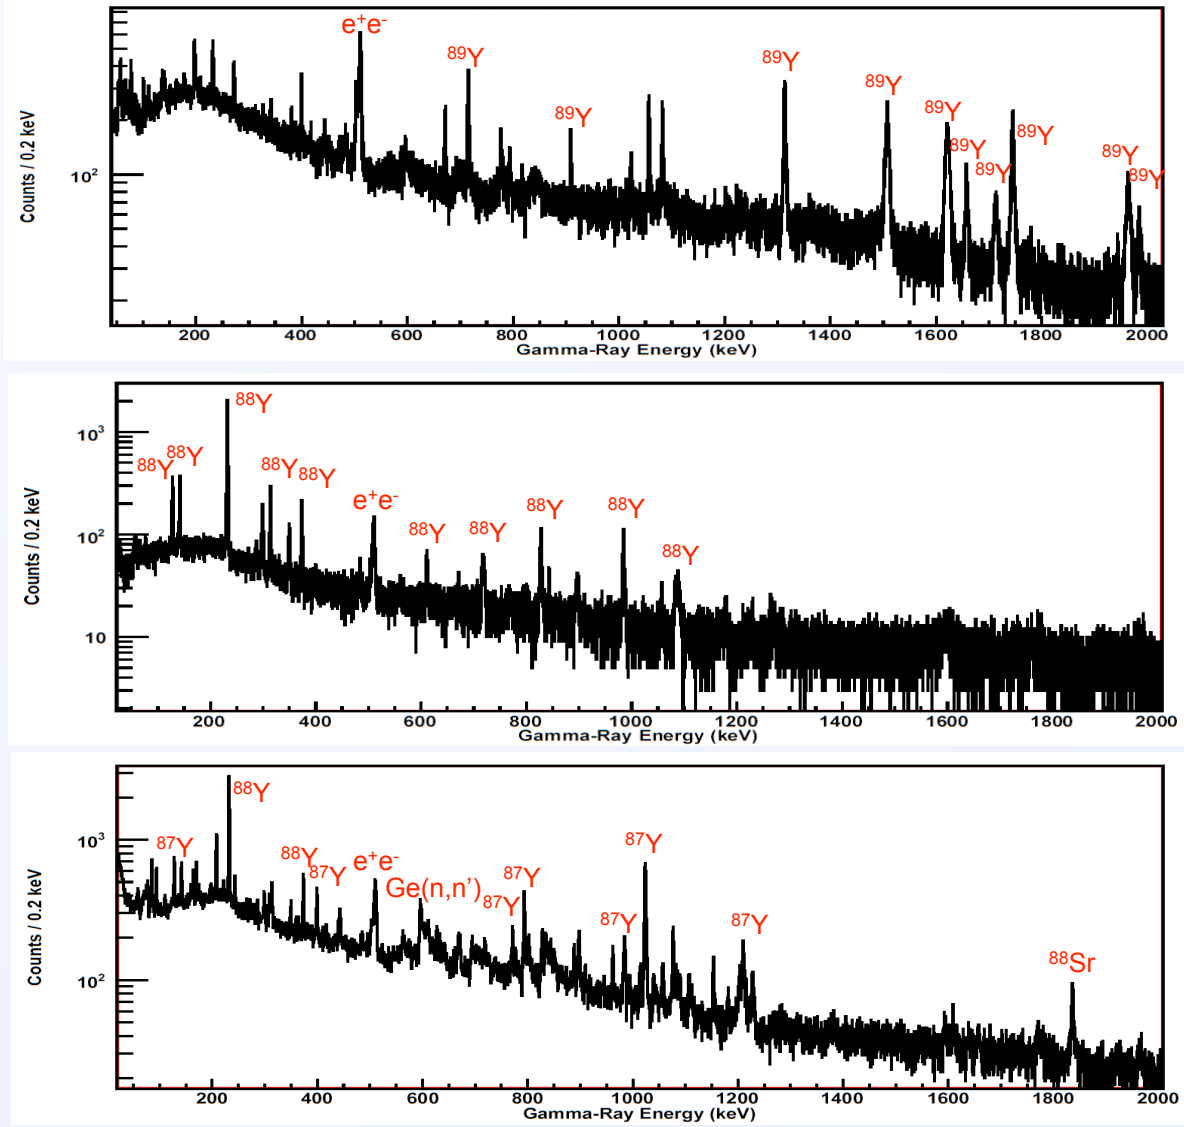 e⁺e⁻
⁸⁹Y
⁸⁹Y
⁸⁹Y
⁸⁹Y
⁸⁹Y
⁸⁹Y
⁸⁹Y
⁸⁹Y
⁸⁹Y
⁸⁹Y
Counts / 0.2 keV
10²
200 400 600 800 1000 1200 1400 1600 1800 2000
Gamma-Ray Energy (keV)
⁸⁸Y
⁸⁸Y
⁸⁸Y
⁸⁸Y
⁸⁸Y
e⁺e⁻
⁸⁸Y
⁸⁸Y
⁸⁸Y
⁸⁸Y
⁸⁸Y
Counts / 0.2 keV
10³
10²
10
200 400 600 800 1000 1200 1400 1600 1800 2000
Gamma-Ray Energy (keV)
⁸⁷Y
⁸⁸Y
⁸⁸Y
⁸⁷Y
e⁺e⁻
Ge(n,n’)
⁸⁷Y
⁸⁷Y
⁸⁷Y
⁸⁷Y
⁸⁷Y
⁸⁸Sr
Counts / 0.2 keV
10³
10²
200 400 600 800 1000 1200 1400 1600 1800 2000
Gamma-Ray Energy (keV)